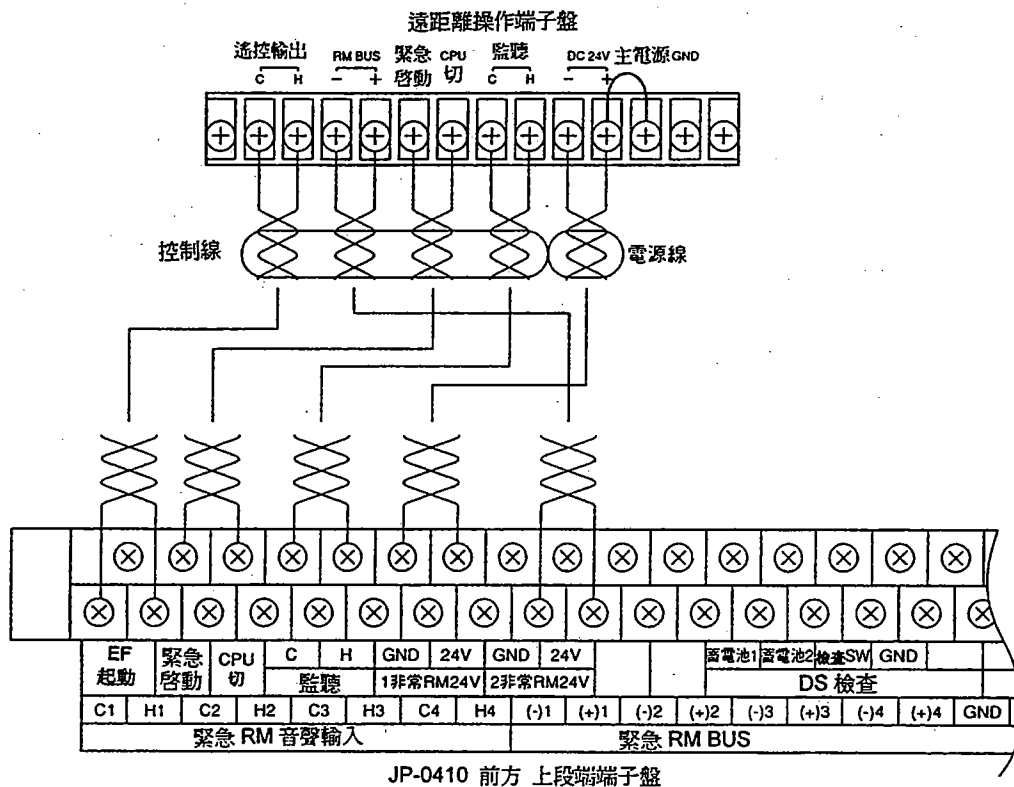 遠距離操作端子盤
遙控輸出 RM BUS 緊急 CPU 監聽 DC 24V 主電源 GND
C H − + 啓動 切 C H − +
控制線 電源線
EF 緊急 CPU C H GND 24V GND 24V 蓄電池1 蓄電池2 檢查SW GND
起動 啓動 切 監聽 1非常RM24V 2非常RM24V DS 檢查
C1 H1 C2 H2 C3 H3 C4 H4 (-)1 (+)1 (-)2 (+)2 (-)3 (+)3 (-)4 (+)4 GND
緊急 RM 音聲輸入 緊急 RM BUS
JP-0410 前方 上段端端子盤